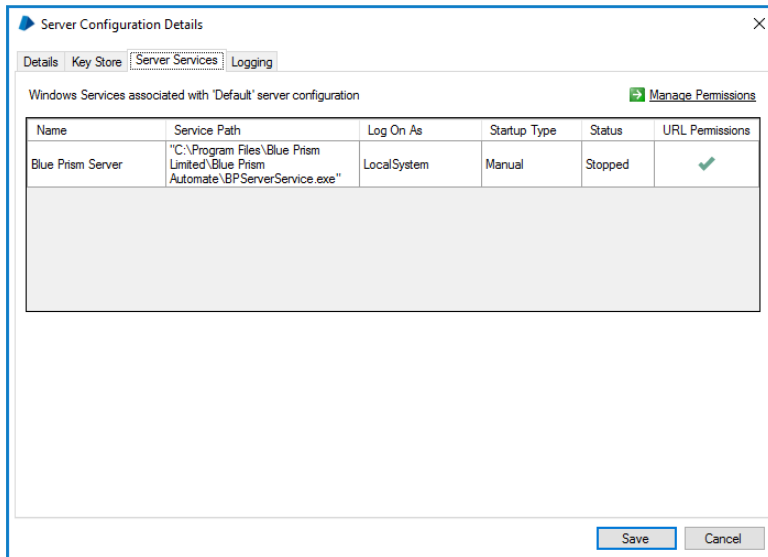 Server Configuration Details
Details Key Store Server Services Logging
Windows Services associated with 'Default' server configuration
Manage Permissions
Name Service Path Log On As Startup Type Status URL Permissions
Blue Prism Server
"C:\Program Files\Blue Prism
Limited\Blue Prism
Automate\BPServerService.exe"
LocalSystem
Manual
Stopped
Save Cancel